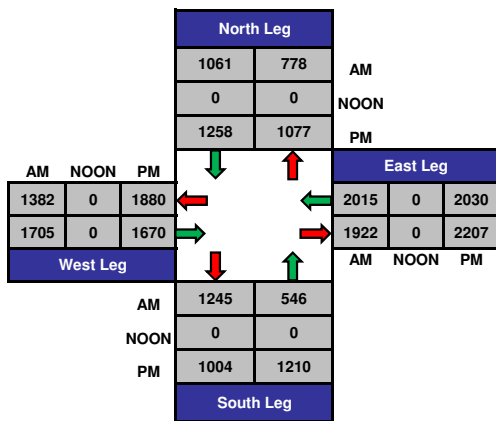 North Leg
1061 778 AM
0 0 NOON
1258 1077 PM
AM NOON PM East Leg
1382 0 1880 2015 0 2030
1705 0 1670 1922 0 2207
West Leg AM NOON PM
AM 1245 546
NOON 0 0
PM 1004 1210
South Leg